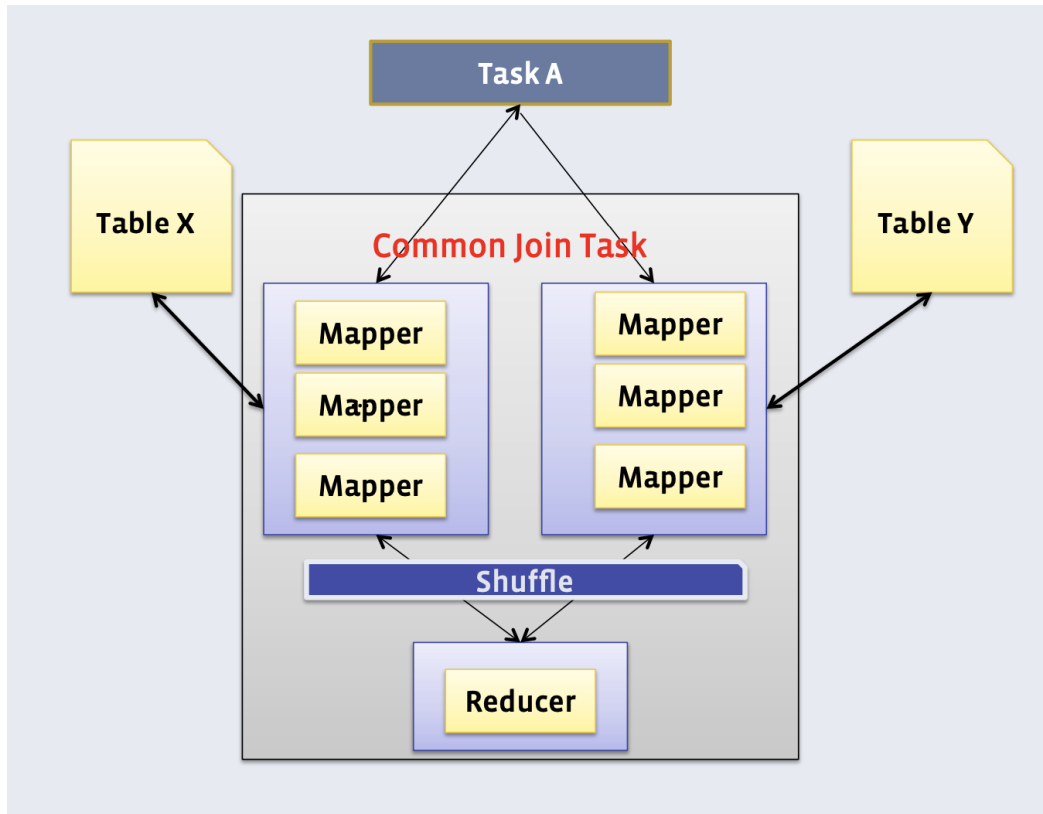 Task A
Table X
Table Y
Common Join Task
Mapper
Mapper
Mapper
Mapper
Mapper
Mapper
Shuffle
Reducer